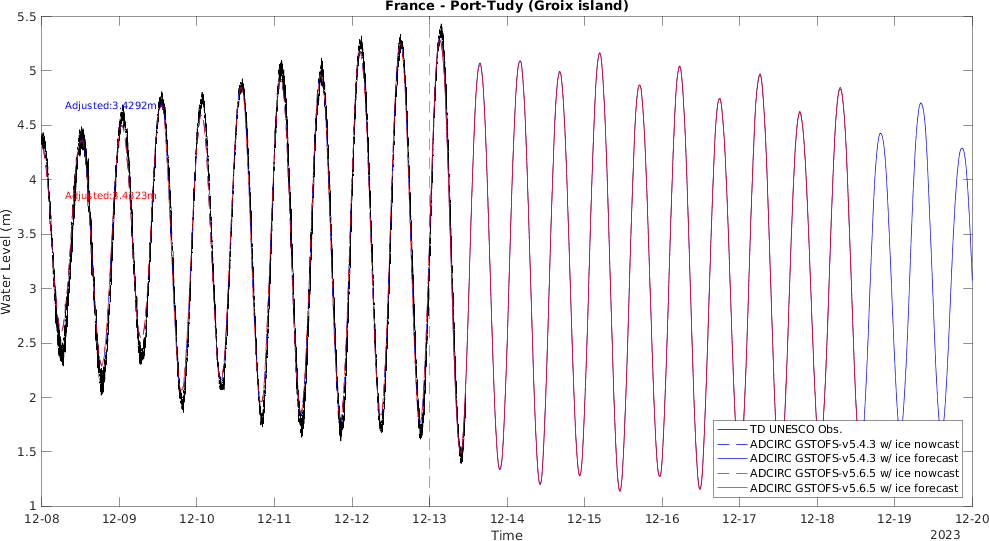 France - Port-Tudy (Groix island)
5.5
5
4.5
4
3.5
3
2.5
2
1.5
1
Water Level (m)
Adjusted:3.4292m
Adjusted:3.4323m
TD UNESCO Obs.
ADCIRC GSTOFS-v5.4.3 w/ ice nowcast
ADCIRC GSTOFS-v5.4.3 w/ ice forecast
ADCIRC GSTOFS-v5.6.5 w/ ice nowcast
ADCIRC GSTOFS-v5.6.5 w/ ice forecast
12-08 12-09 12-10 12-11 12-12 12-13 12-14 12-15 12-16 12-17 12-18 12-19 12-20
Time
2023